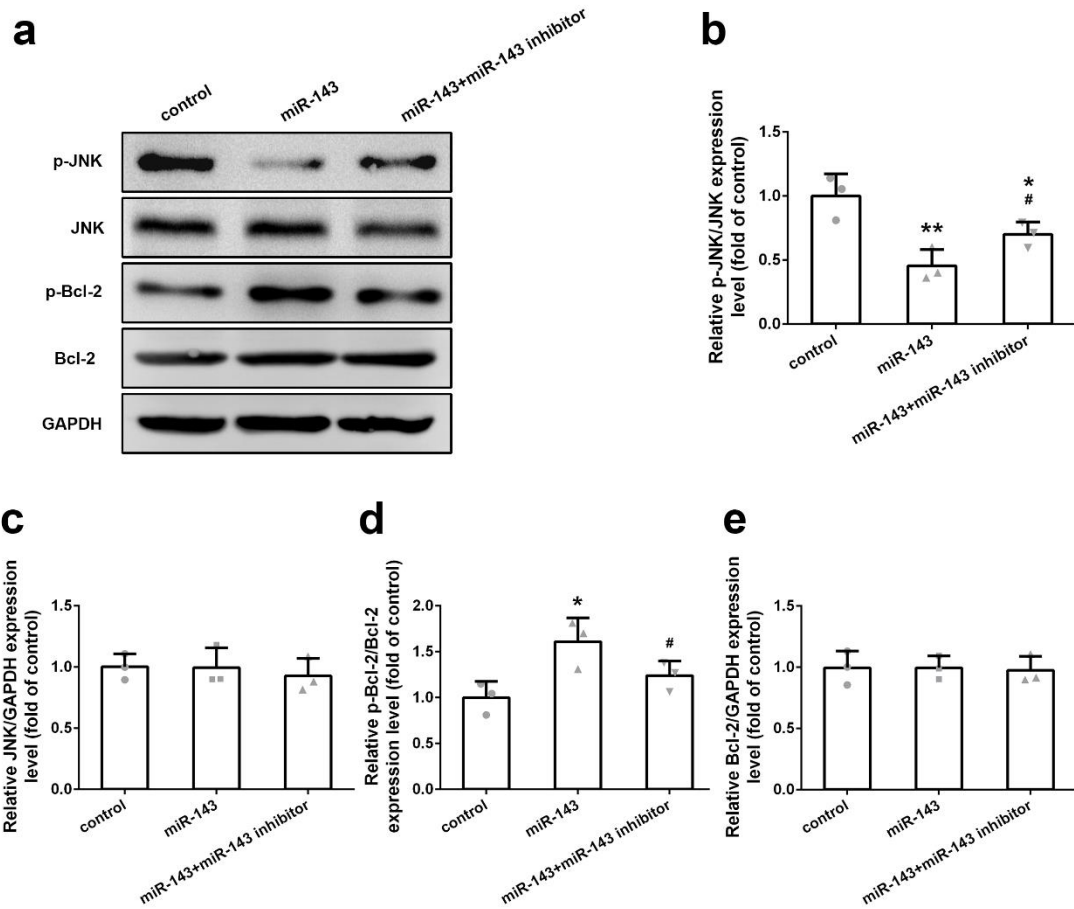 a
control
miR-143
miR-143+miR-143 inhibitor
p-JNK
JNK
p-Bcl-2
Bcl-2
GAPDH
b
Relative p-JNK/JNK expression
level (fold of control)
1.5
1.0
0.5
0.0
**
*
#
control
miR-143
miR-143+miR-143 inhibitor
c
Relative JNK/GAPDH expression
level (fold of control)
1.5
1.0
0.5
0.0
control
miR-143
miR-143+miR-143 inhibitor
d
Relative p-Bcl-2/Bcl-2
expression level (fold of control)
2.0
1.5
1.0
0.5
0.0
*
#
control
miR-143
miR-143+miR-143 inhibitor
e
Relative Bcl-2/GAPDH expression
level (fold of control)
1.5
1.0
0.5
0.0
control
miR-143
miR-143+miR-143 inhibitor